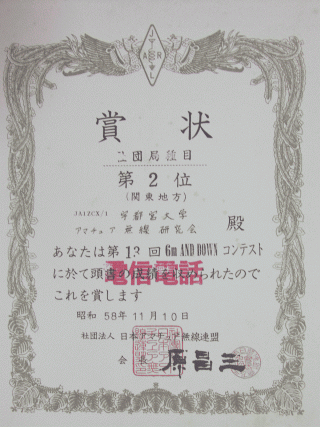 J
A R
L
賞 状
社団局種目
第 2 位
(関東地方)
JA1ZCX/1 宇都宮大学
アマチュア 無線 研究会 殿
あなたは第 13 回 6m AND DOWN コンテスト
に於て頭書の成績を収められたので
電信電話
これを賞します
昭和 58年 11月 10日
社団法人 日本アマチュア無線連盟
会 長 原 昌 三